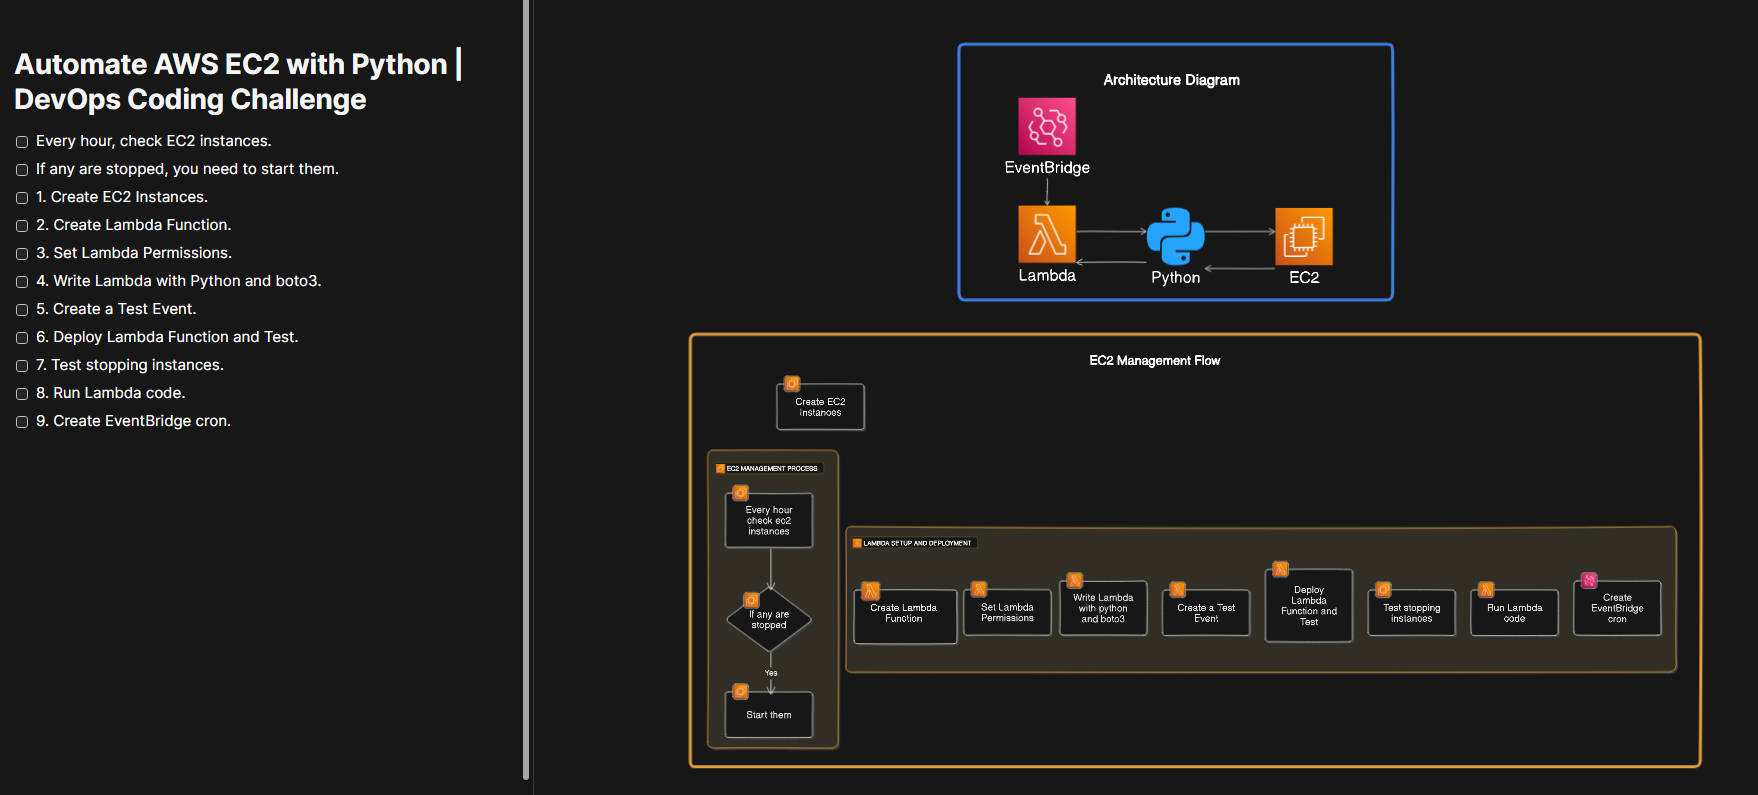 Automate AWS EC2 with Python |
DevOps Coding Challenge
Every hour, check EC2 instances.
If any are stopped, you need to start them.
1. Create EC2 Instances.
2. Create Lambda Function.
3. Set Lambda Permissions.
4. Write Lambda with Python and boto3.
5. Create a Test Event.
6. Deploy Lambda Function and Test.
7. Test stopping instances.
8. Run Lambda code.
9. Create EventBridge cron.
Architecture Diagram
EventBridge
Lambda
Python
EC2
EC2 Management Flow
Create EC2
instances
EC2 MANAGEMENT PROCESS
Every hour
check ec2
instances
If any are
stopped
Yes
Start them
LAMBDA SETUP AND DEPLOYMENT
Create Lambda
Function
Set Lambda
Permissions
Write Lambda
with python
and boto3
Create a Test
Event
Deploy
Lambda
Function and
Test
Test stopping
instances
Run Lambda
code
Create
EventBridge
cron